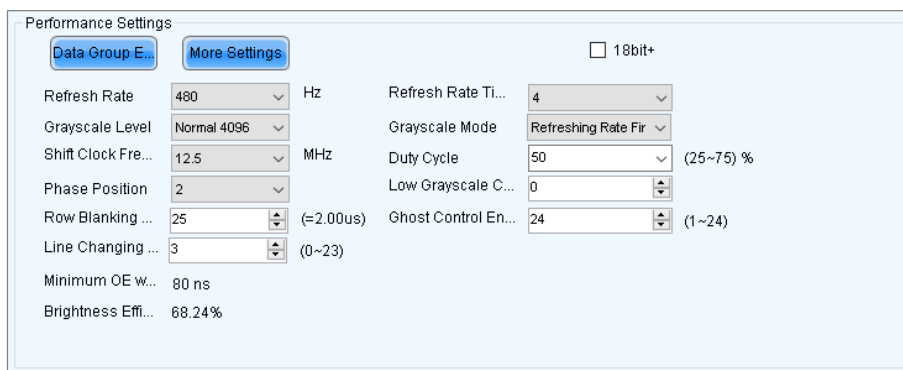 Performance Settings
Data Group E... More Settings 18bit+
Refresh Rate 480 Hz Refresh Rate Ti... 4
Grayscale Level Normal 4096 Grayscale Mode Refreshing Rate Fir
Shift Clock Fre... 12.5 MHz Duty Cycle 50 (25~75) %
Phase Position 2 Low Grayscale C... 0
Row Blanking ... 25 (=2.00us) Ghost Control En... 24 (1~24)
Line Changing ... 3 (0~23)
Minimum OE w... 80 ns
Brightness Effi... 68.24%